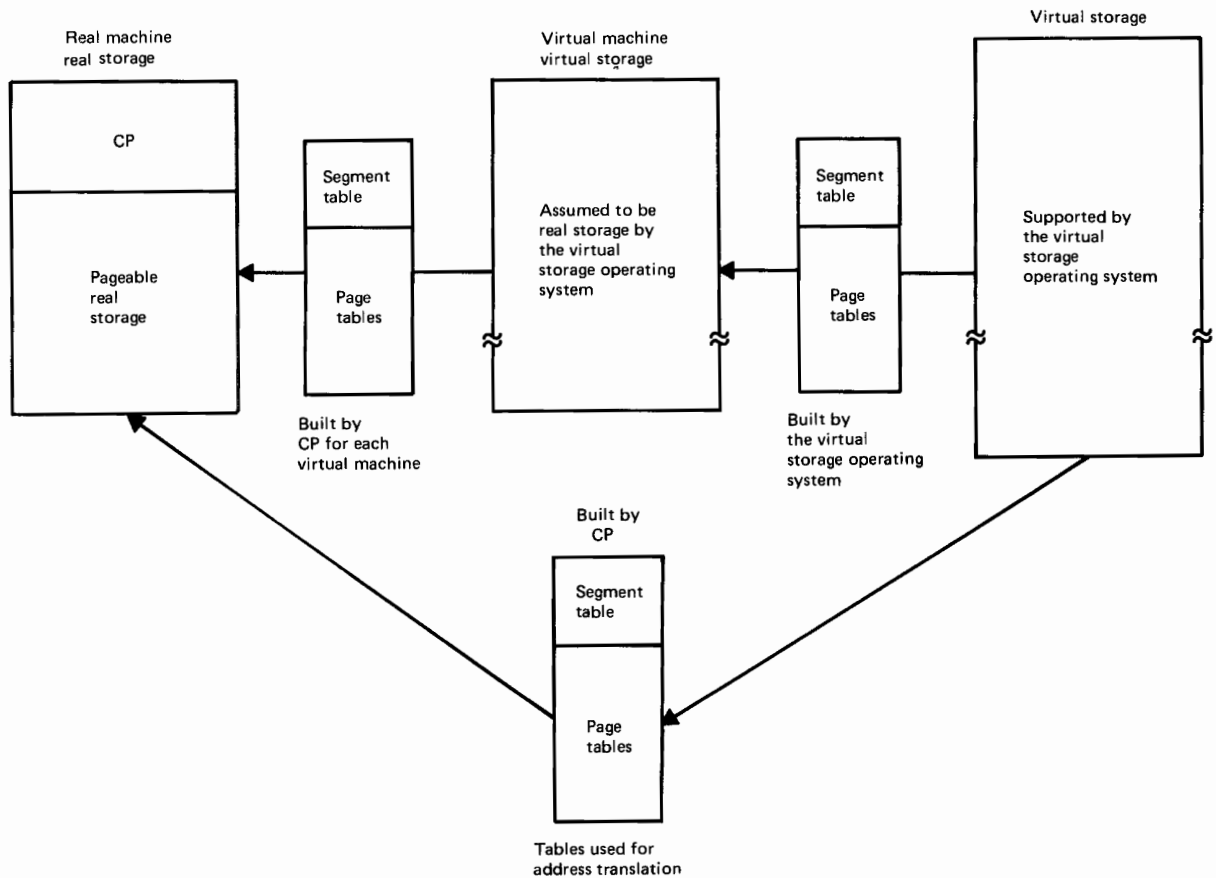 Real machine
real storage
CP
Pageable
real
storage
Segment
table
Page
tables
Built by
CP for each
virtual machine
Virtual machine
virtual storage
Assumed to be
real storage by
the virtual
storage operating
system
Segment
table
Page
tables
Built by
the virtual
storage operating
system
Virtual storage
Supported by
the virtual
storage
operating system
Built by
CP
Segment
table
Page
tables
Tables used for
address translation